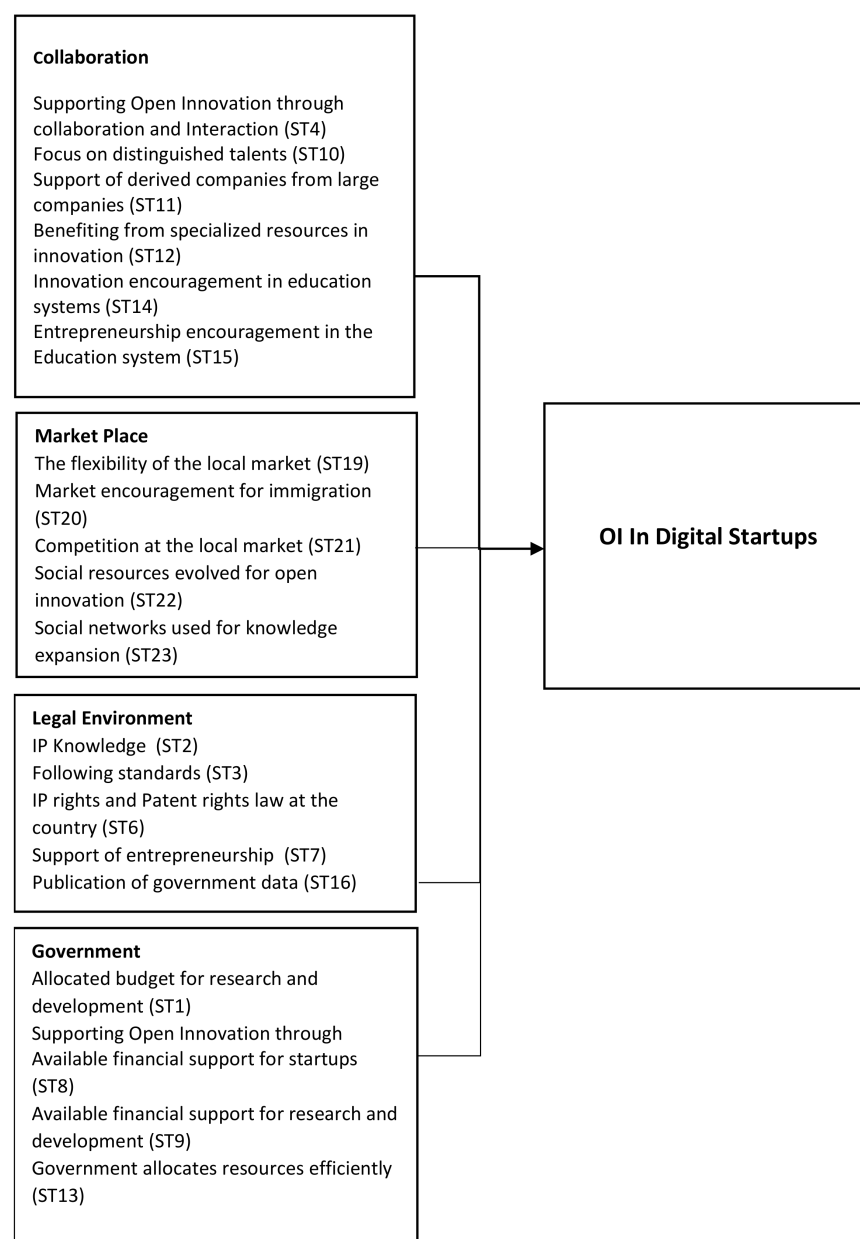 Collaboration
Supporting Open Innovation through
collaboration and Interaction (ST4)
Focus on distinguished talents (ST10)
Support of derived companies from large
companies (ST11)
Benefiting from specialized resources in
innovation (ST12)
Innovation encouragement in education
systems (ST14)
Entrepreneurship encouragement in the
Education system (ST15)
Market Place
The flexibility of the local market (ST19)
Market encouragement for immigration
(ST20)
Competition at the local market (ST21)
Social resources evolved for open
innovation (ST22)
Social networks used for knowledge
expansion (ST23)
Legal Environment
IP Knowledge  (ST2)
Following standards (ST3)
IP rights and Patent rights law at the
country (ST6)
Support of entrepreneurship  (ST7)
Publication of government data (ST16)
Government
Allocated budget for research and
development (ST1)
Supporting Open Innovation through
Available financial support for startups
(ST8)
Available financial support for research and
development (ST9)
Government allocates resources efficiently
(ST13)
OI In Digital Startups